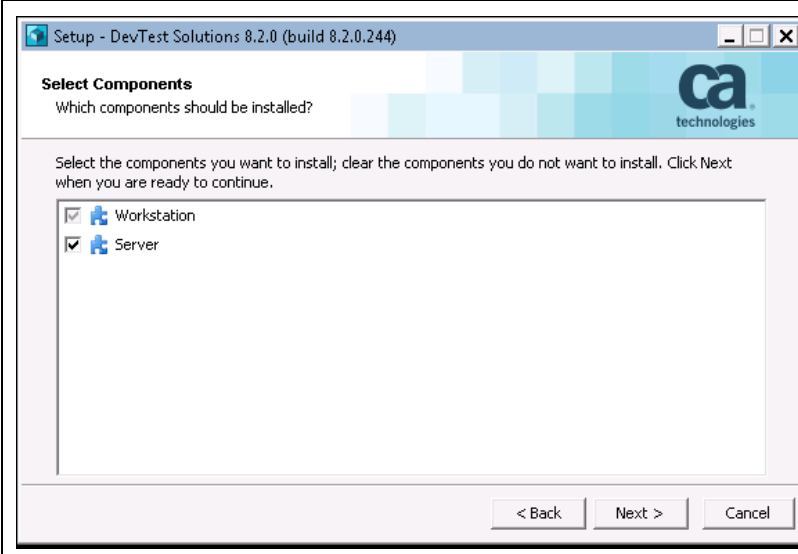 Setup - DevTest Solutions 8.2.0 (build 8.2.0.244)
Select Components
Which components should be installed?
ca
technologies
Select the components you want to install; clear the components you do not want to install. Click Next
when you are ready to continue.
Workstation
Server
< Back
Next >
Cancel